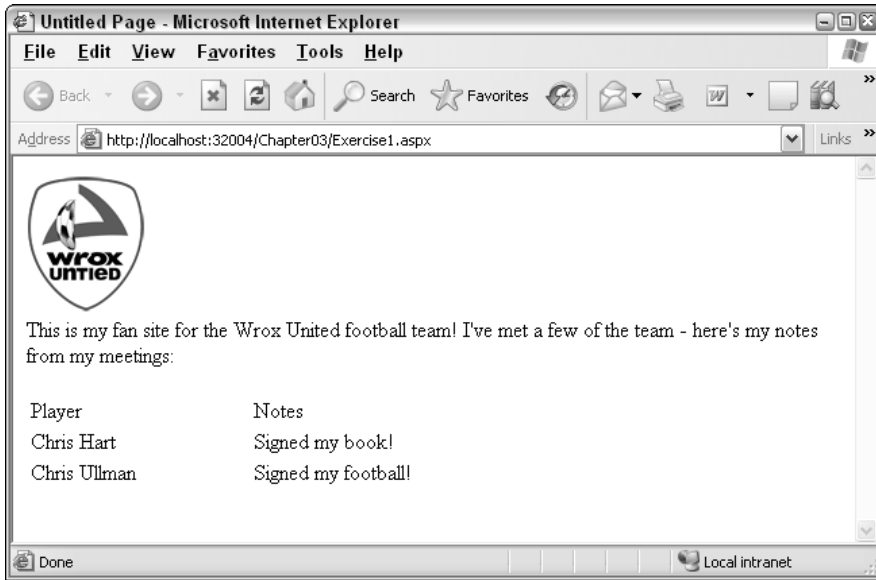 Untitled Page - Microsoft Internet Explorer
File Edit View Favorites Tools Help
Back Search Favorites W »
Address http://localhost:32004/Chapter03/Exercise1.aspx Links »
wrox
UNTIED
This is my fan site for the Wrox United football team! I've met a few of the team - here's my notes
from my meetings:
Player Notes
Chris Hart Signed my book!
Chris Ullman Signed my football!
Done Local intranet